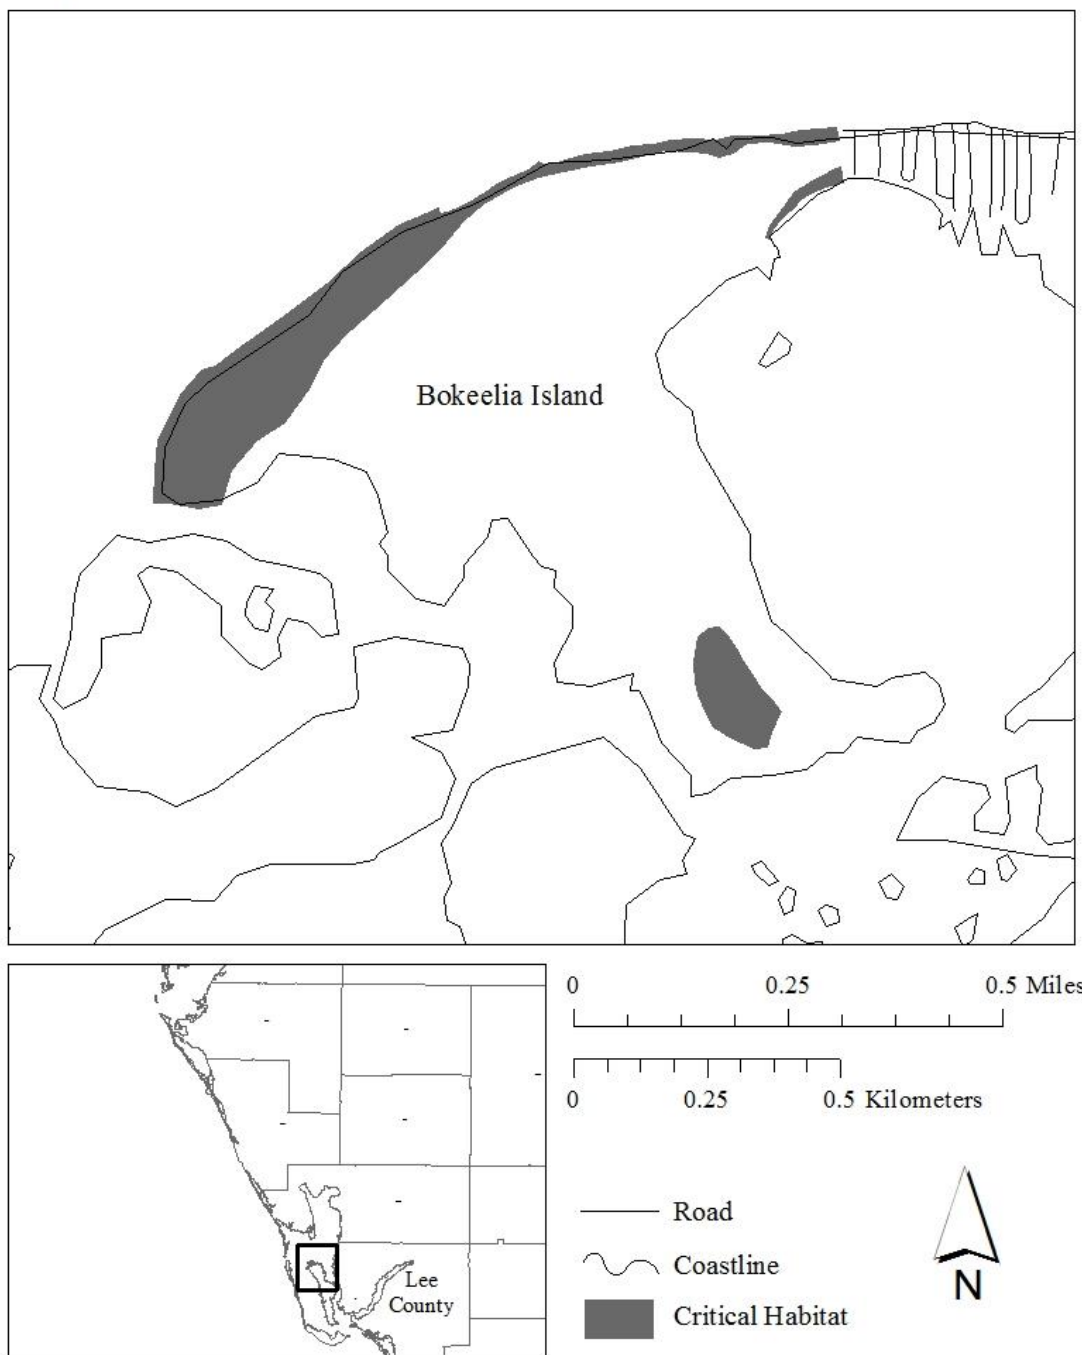 Bokeelia Island
0 0.25 0.5 Miles
0 0.25 0.5 Kilometers
Road
Coastline
Critical Habitat
N
Lee
County